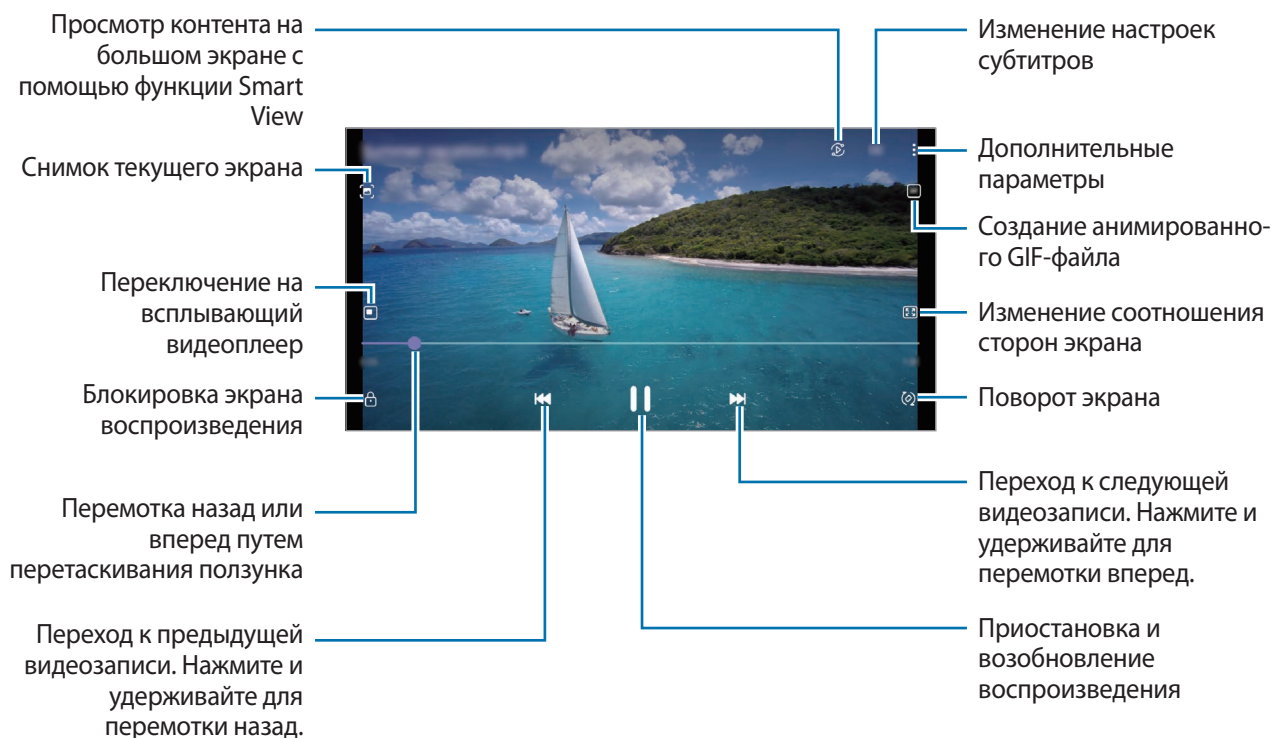 Просмотр контента на
большом экране с
помощью функции Smart
View
Снимок текущего экрана
Переключение на
всплывающий
видеоплеер
Блокировка экрана
воспроизведения
Перемотка назад или
вперед путем
перетаскивания ползунка
Переход к предыдущей
видеозаписи. Нажмите и
удерживайте для
перемотки назад.
Изменение настроек
субтитров
Дополнительные
параметры
Создание анимированно-
го GIF-файла
Изменение соотношения
сторон экрана
Поворот экрана
Переход к следующей
видеозаписи. Нажмите и
удерживайте для
перемотки вперед.
Приостановка и
возобновление
воспроизведения